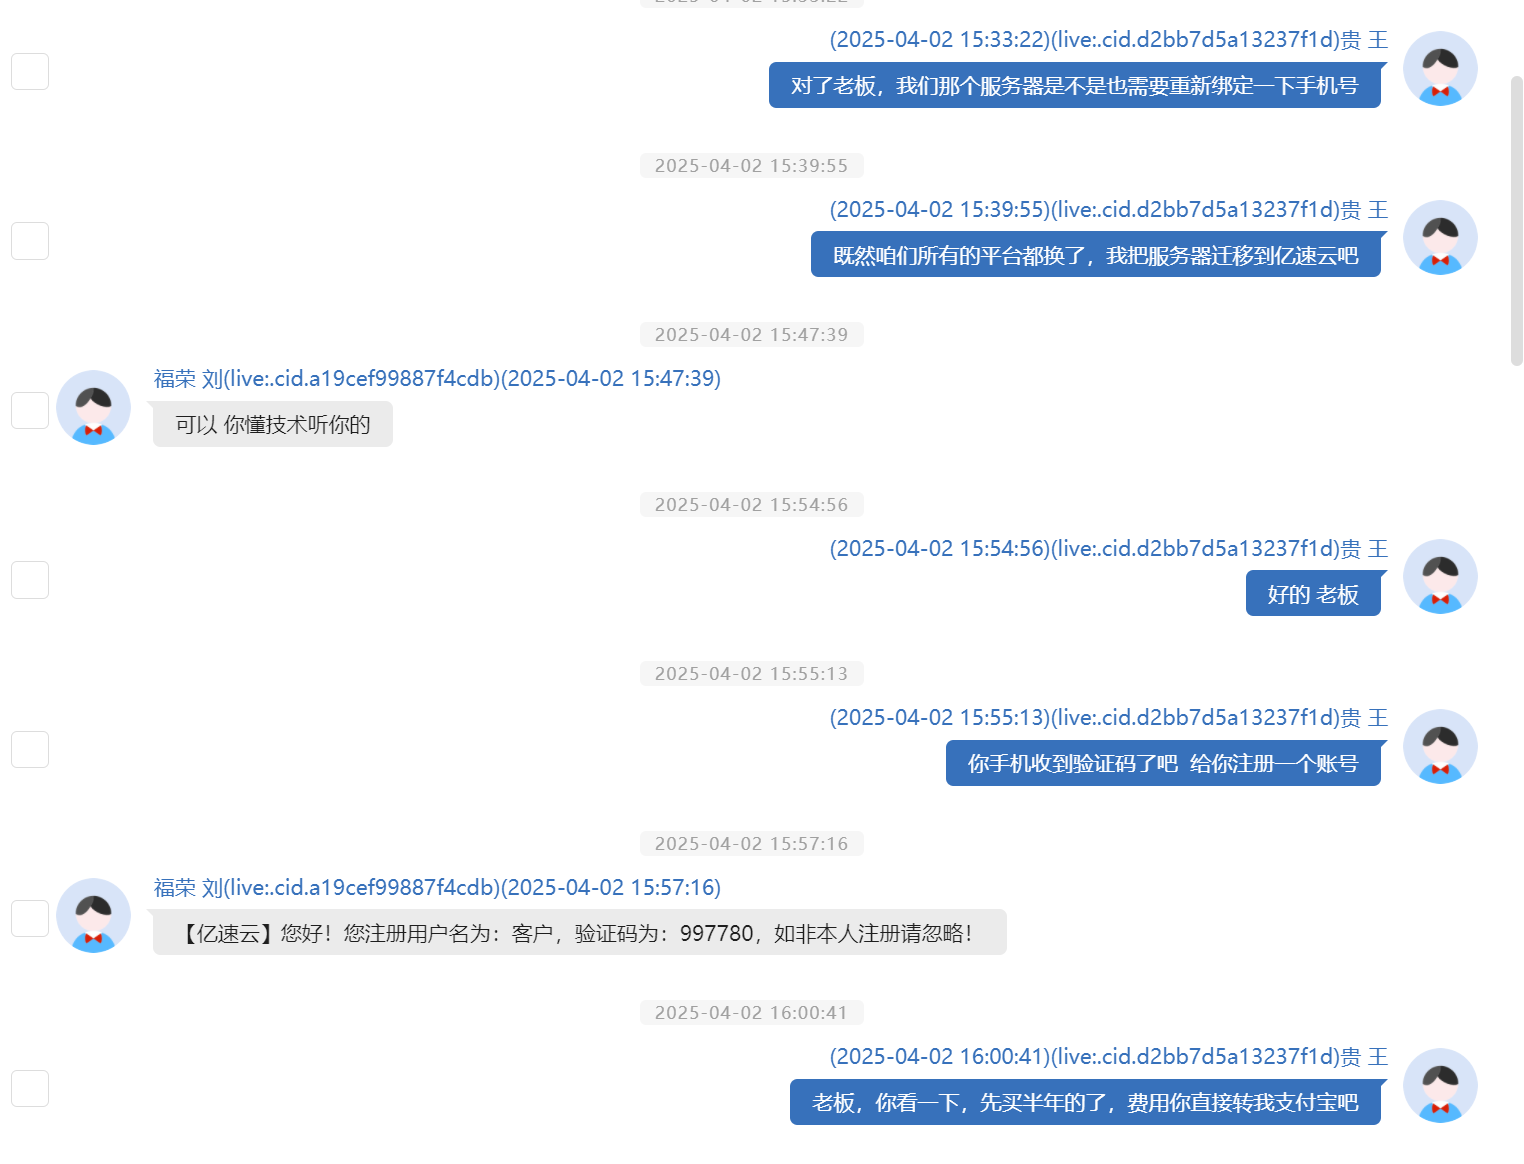 (2025-04-02 15:33:22)(live:.cid.d2bb7d5a13237f1d)贵 王
对了老板，我们那个服务器是不是也需要重新绑定一下手机号
2025-04-02 15:39:55
(2025-04-02 15:39:55)(live:.cid.d2bb7d5a13237f1d)贵 王
既然咱们所有的平台都换了，我把服务器迁移到亿速云吧
2025-04-02 15:47:39
福荣 刘(live:.cid.a19cef99887f4cdb)(2025-04-02 15:47:39)
可以 你懂技术听你的
2025-04-02 15:54:56
(2025-04-02 15:54:56)(live:.cid.d2bb7d5a13237f1d)贵 王
好的 老板
2025-04-02 15:55:13
(2025-04-02 15:55:13)(live:.cid.d2bb7d5a13237f1d)贵 王
你手机收到验证码了吧  给你注册一个账号
2025-04-02 15:57:16
福荣 刘(live:.cid.a19cef99887f4cdb)(2025-04-02 15:57:16)
【亿速云】您好！您注册用户名为：客户，验证码为：997780，如非本人注册请忽略！
2025-04-02 16:00:41
(2025-04-02 16:00:41)(live:.cid.d2bb7d5a13237f1d)贵 王
老板，你看一下，先买半年的了，费用你直接转我支付宝吧